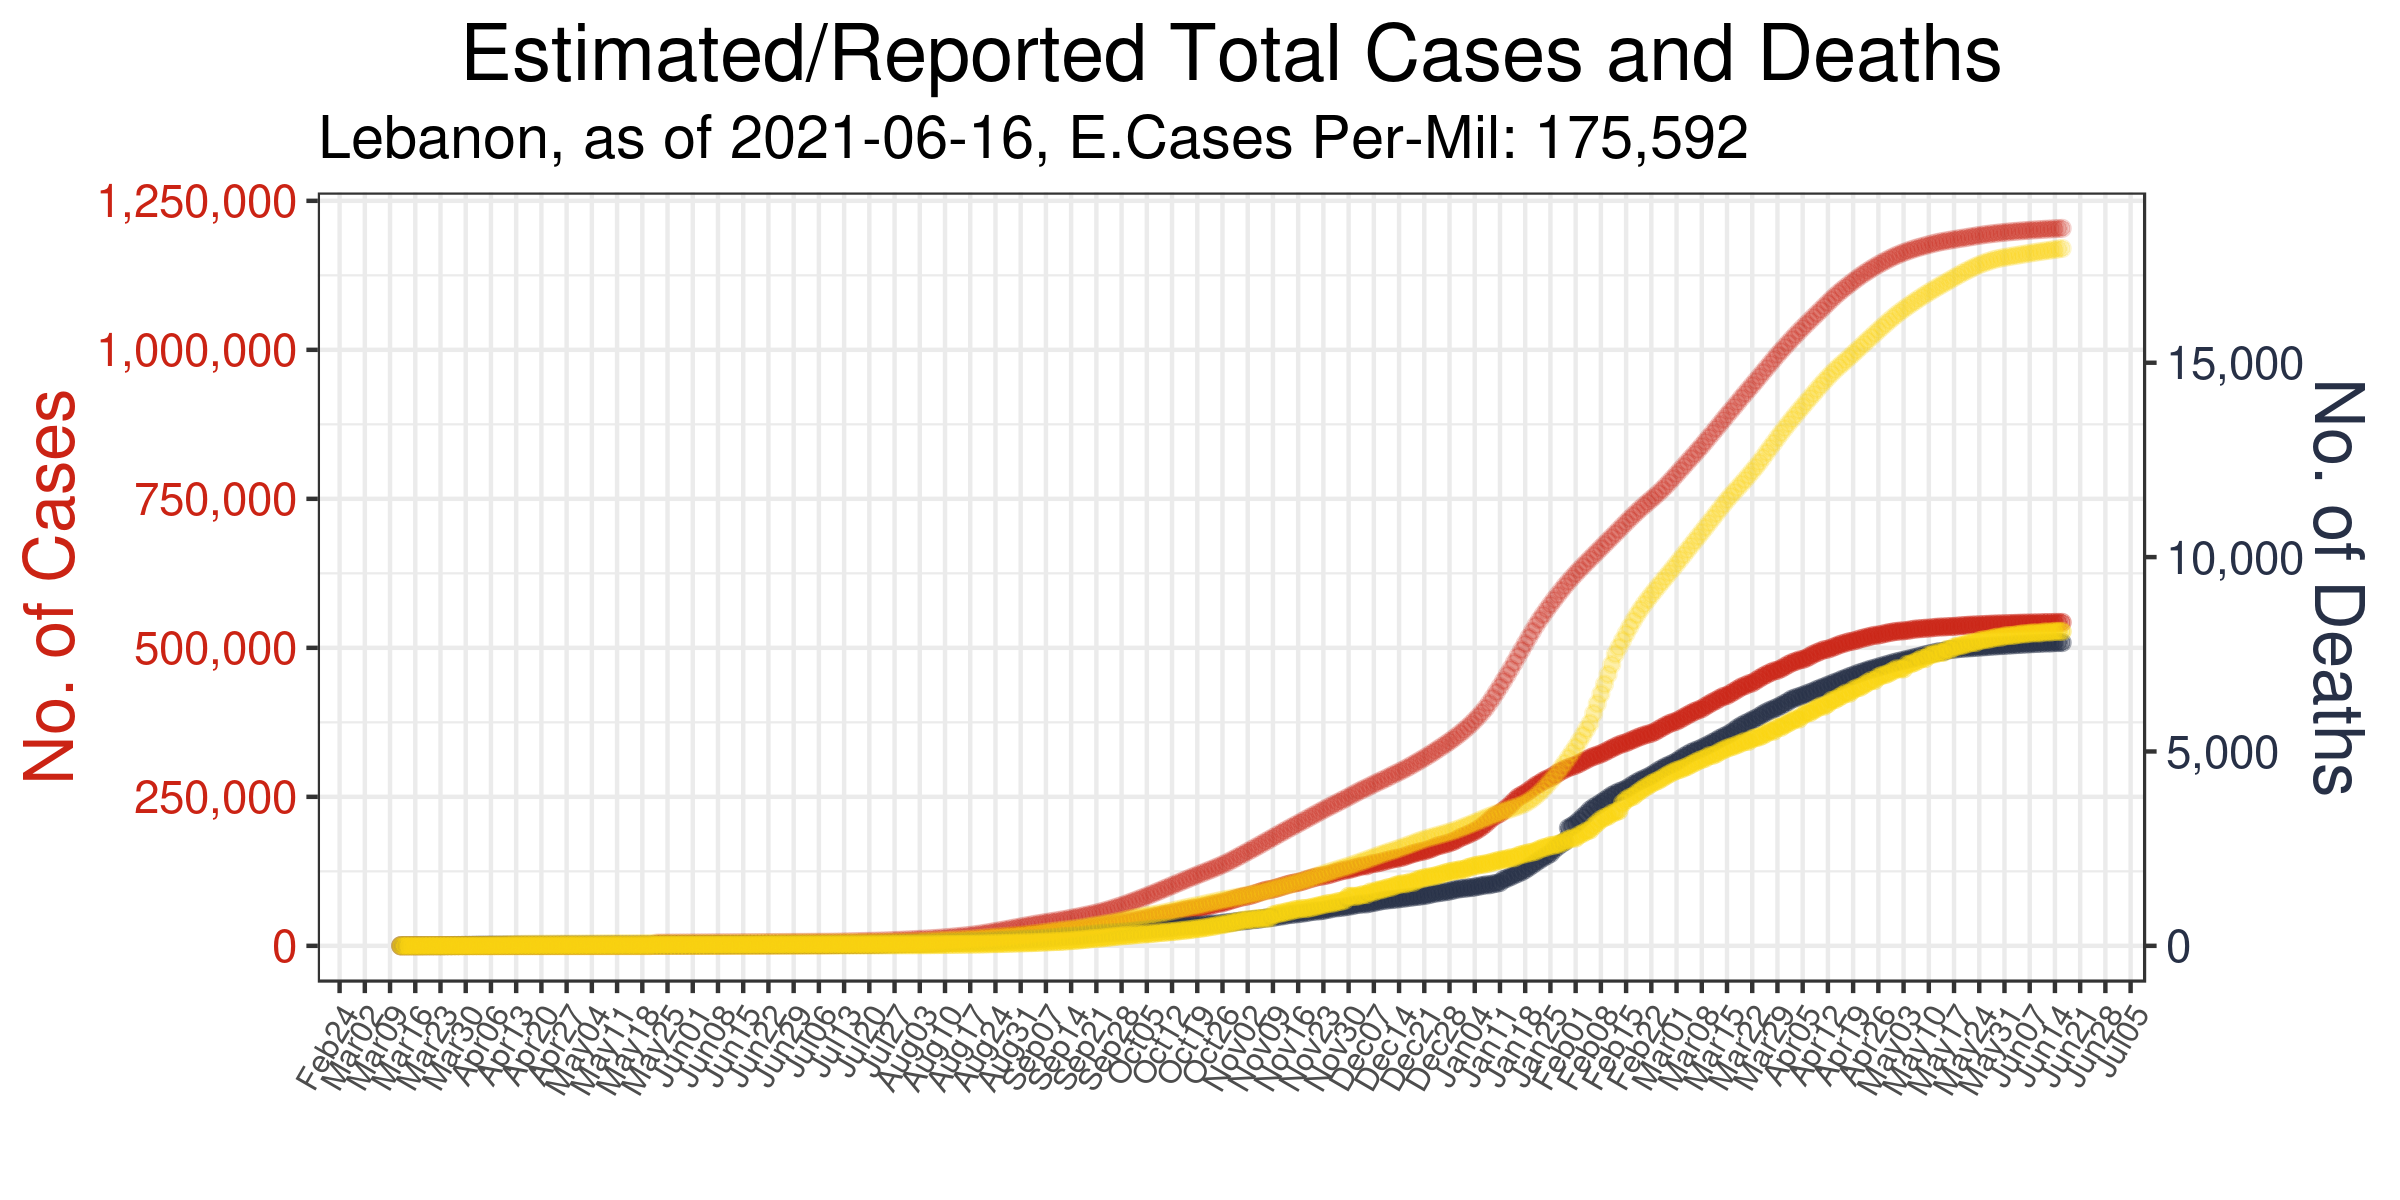 Estimated/Reported Total Cases and Deaths
Lebanon, as of 2021-06-16, E.Cases Per-Mil: 175,592
No. of Cases
1,250,000
1,000,000
750,000
500,000
250,000
0
No. of Deaths
15,000
10,000
5,000
0
Feb24
Mar02
Mar09
Mar16
Mar23
Mar30
Apr06
Apr13
Apr20
Apr27
May04
May11
May18
May25
Jun01
Jun08
Jun15
Jun22
Jun29
Jul06
Jul13
Jul20
Jul27
Aug03
Aug10
Aug17
Aug24
Aug31
Sep07
Sep14
Sep21
Sep28
Oct05
Oct12
Oct19
Oct26
Nov02
Nov09
Nov16
Nov23
Nov30
Dec07
Dec14
Dec21
Dec28
Jan04
Jan11
Jan18
Jan25
Feb01
Feb08
Feb15
Feb22
Mar01
Mar08
Mar15
Mar22
Mar29
Apr05
Apr12
Apr19
Apr26
May03
May10
May17
May24
May31
Jun07
Jun14
Jun21
Jun28
Jul05